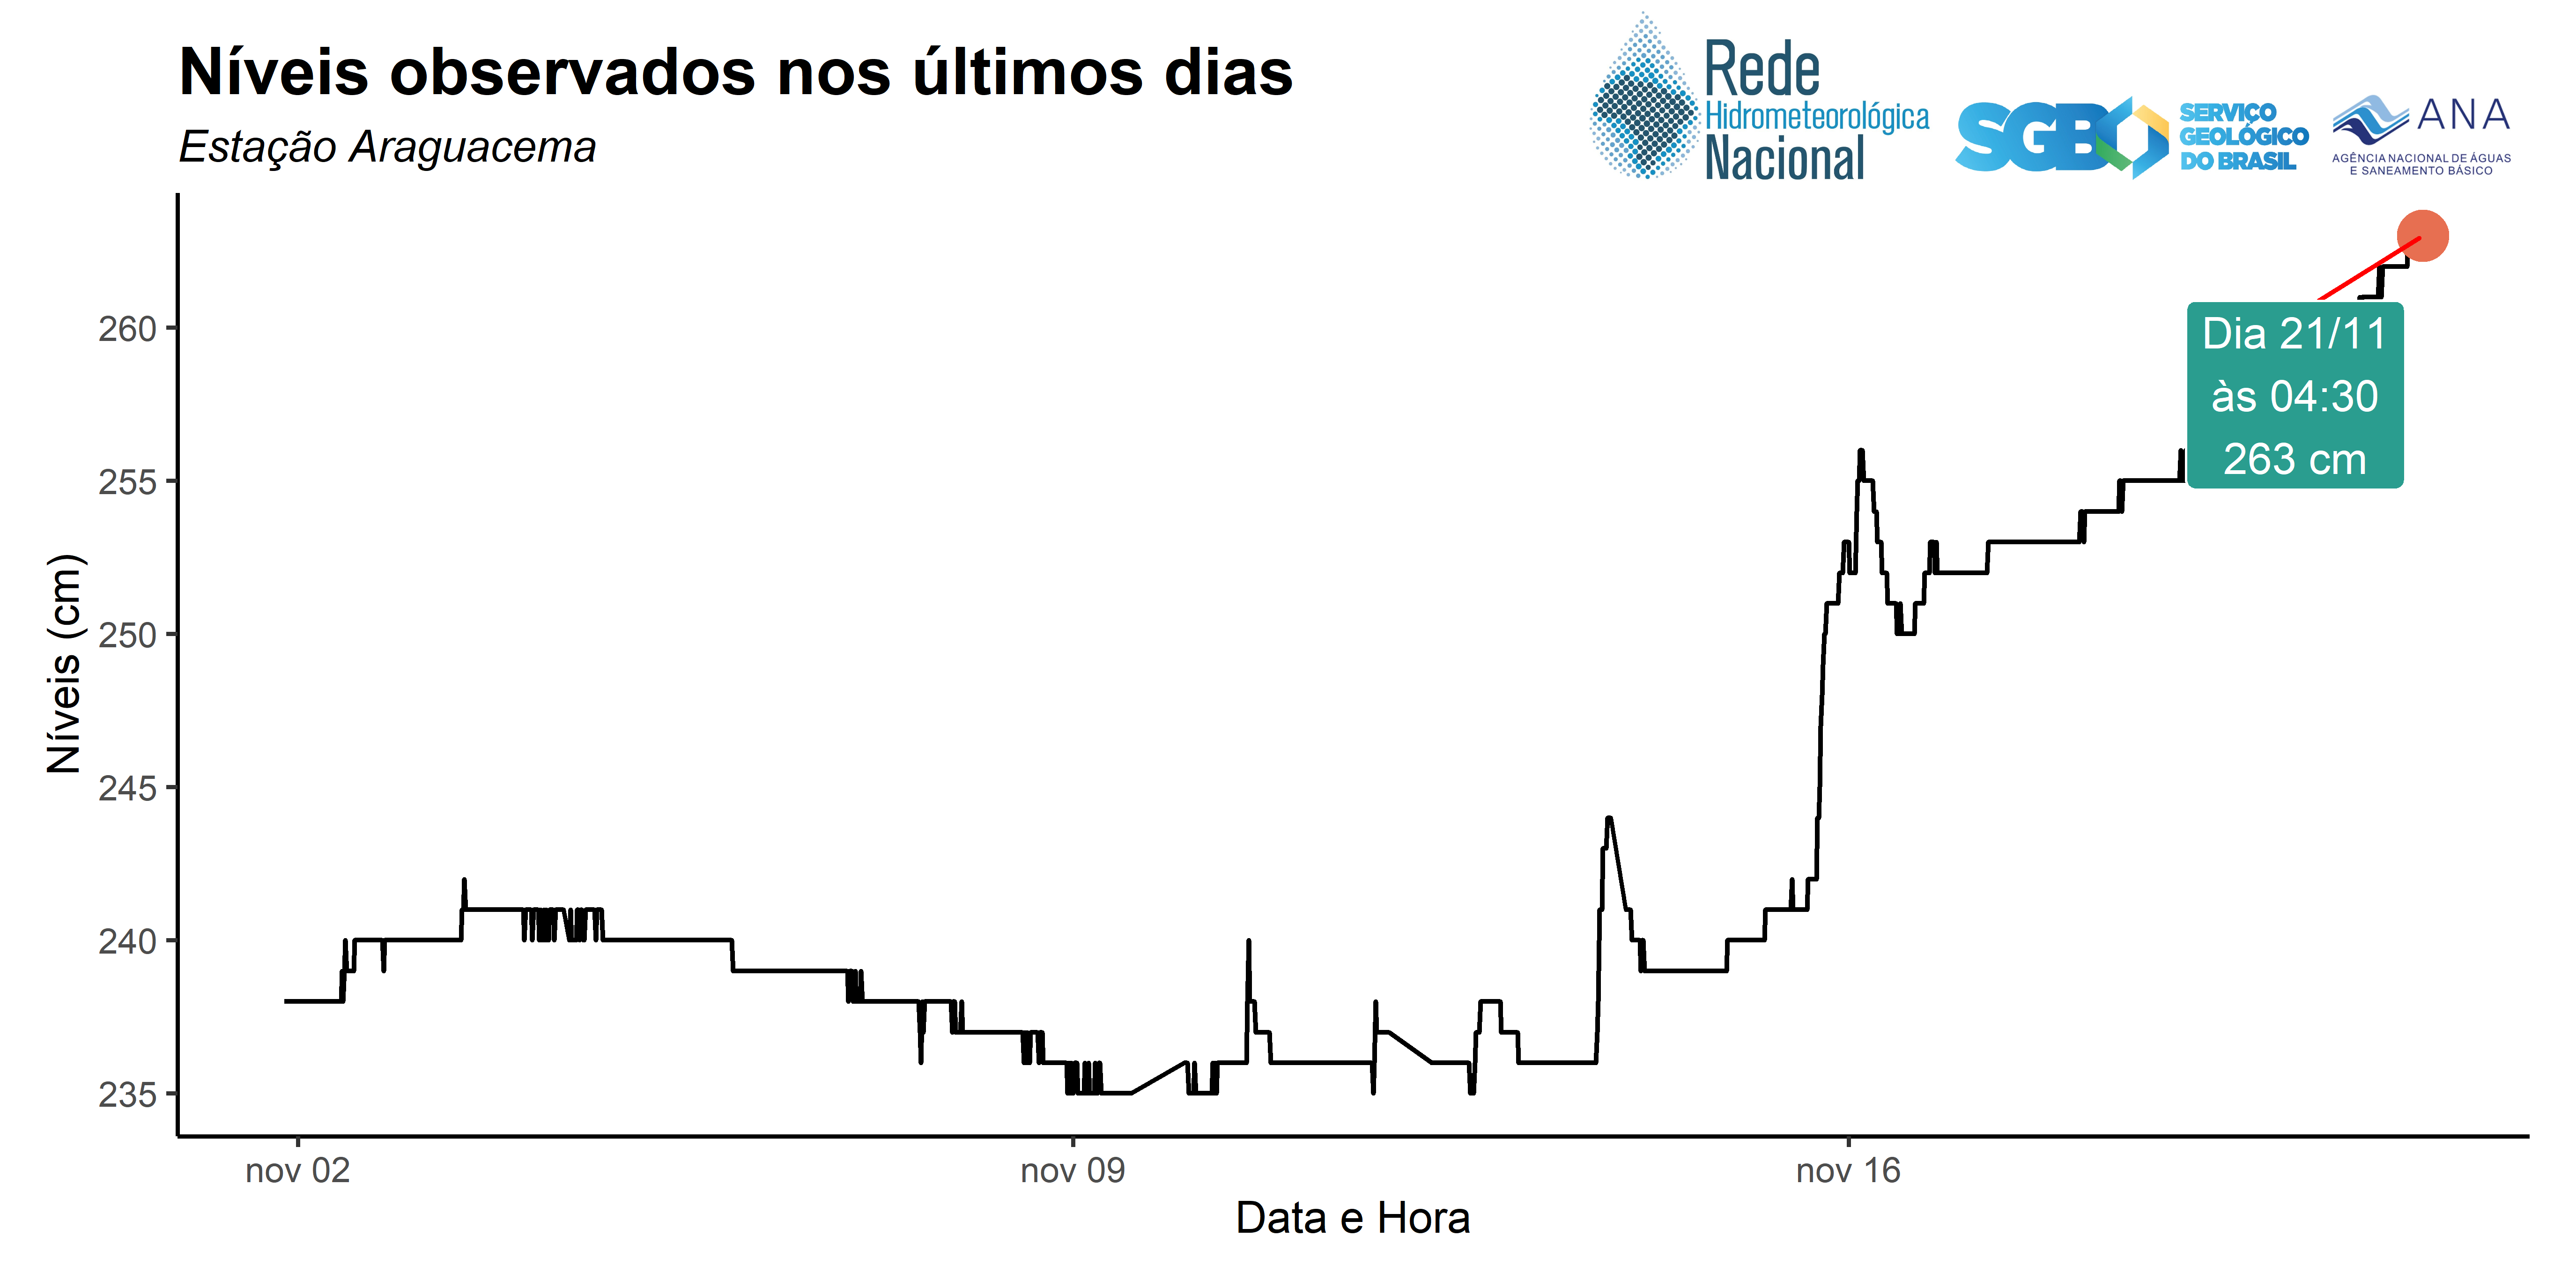 Níveis observados nos últimos dias
Estação Araguacema
Rede
Hidrometeorológica
Nacional
SGB
SERVIÇO
GEOLÓGICO
DO BRASIL
ANA
AGÊNCIA NACIONAL DE ÁGUAS
E SANEAMENTO BÁSICO
Níveis (cm)
260
255
250
245
240
235
Dia 21/11
às 04:30
263 cm
nov 02
nov 09
nov 16
Data e Hora